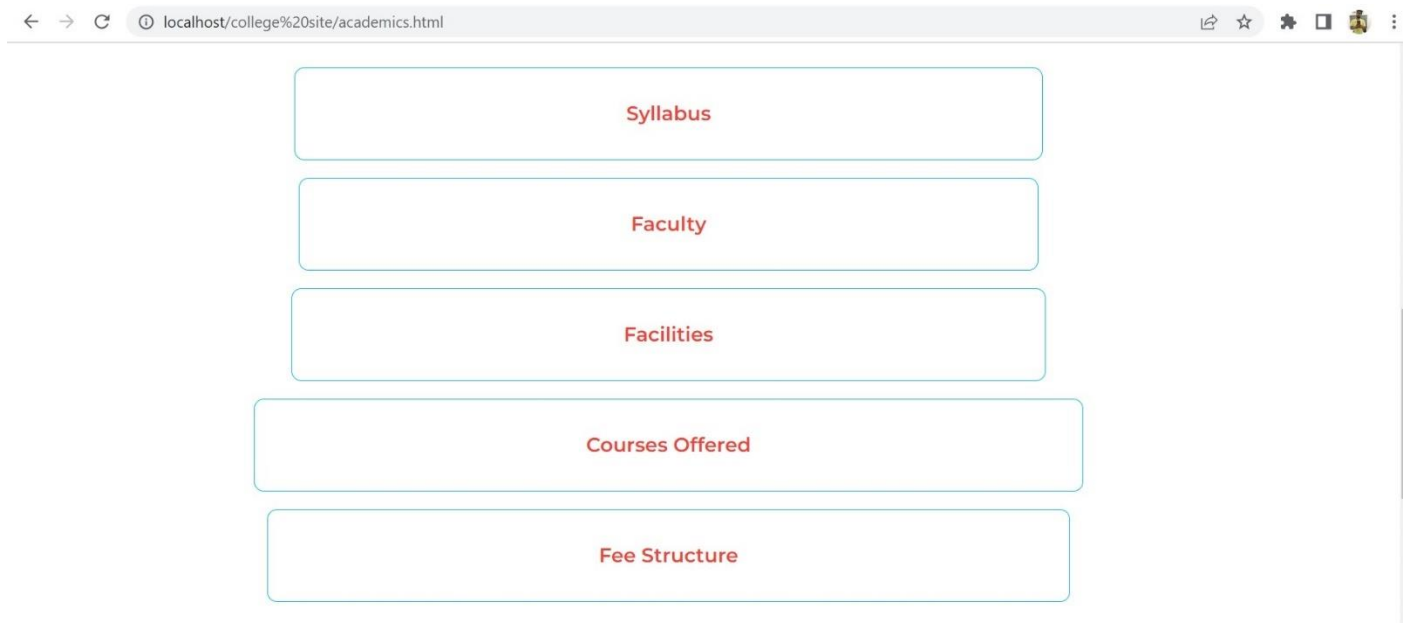 localhost/college%20site/academics.html
Syllabus
Faculty
Facilities
Courses Offered
Fee Structure